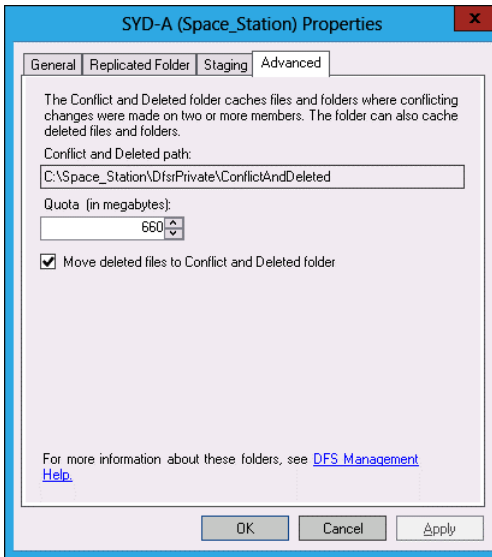 SYD-A (Space_Station) Properties
x
General Replicated Folder Staging Advanced
The Conflict and Deleted folder caches files and folders where conflicting
changes were made on two or more members. The folder can also cache
deleted files and folders.
Conflict and Deleted path:
C:\Space_Station\DfsrPrivate\ConflictAndDeleted
Quota (in megabytes):
660
Move deleted files to Conflict and Deleted folder
For more information about these folders, see DFS Management
Help.
OK Cancel Apply